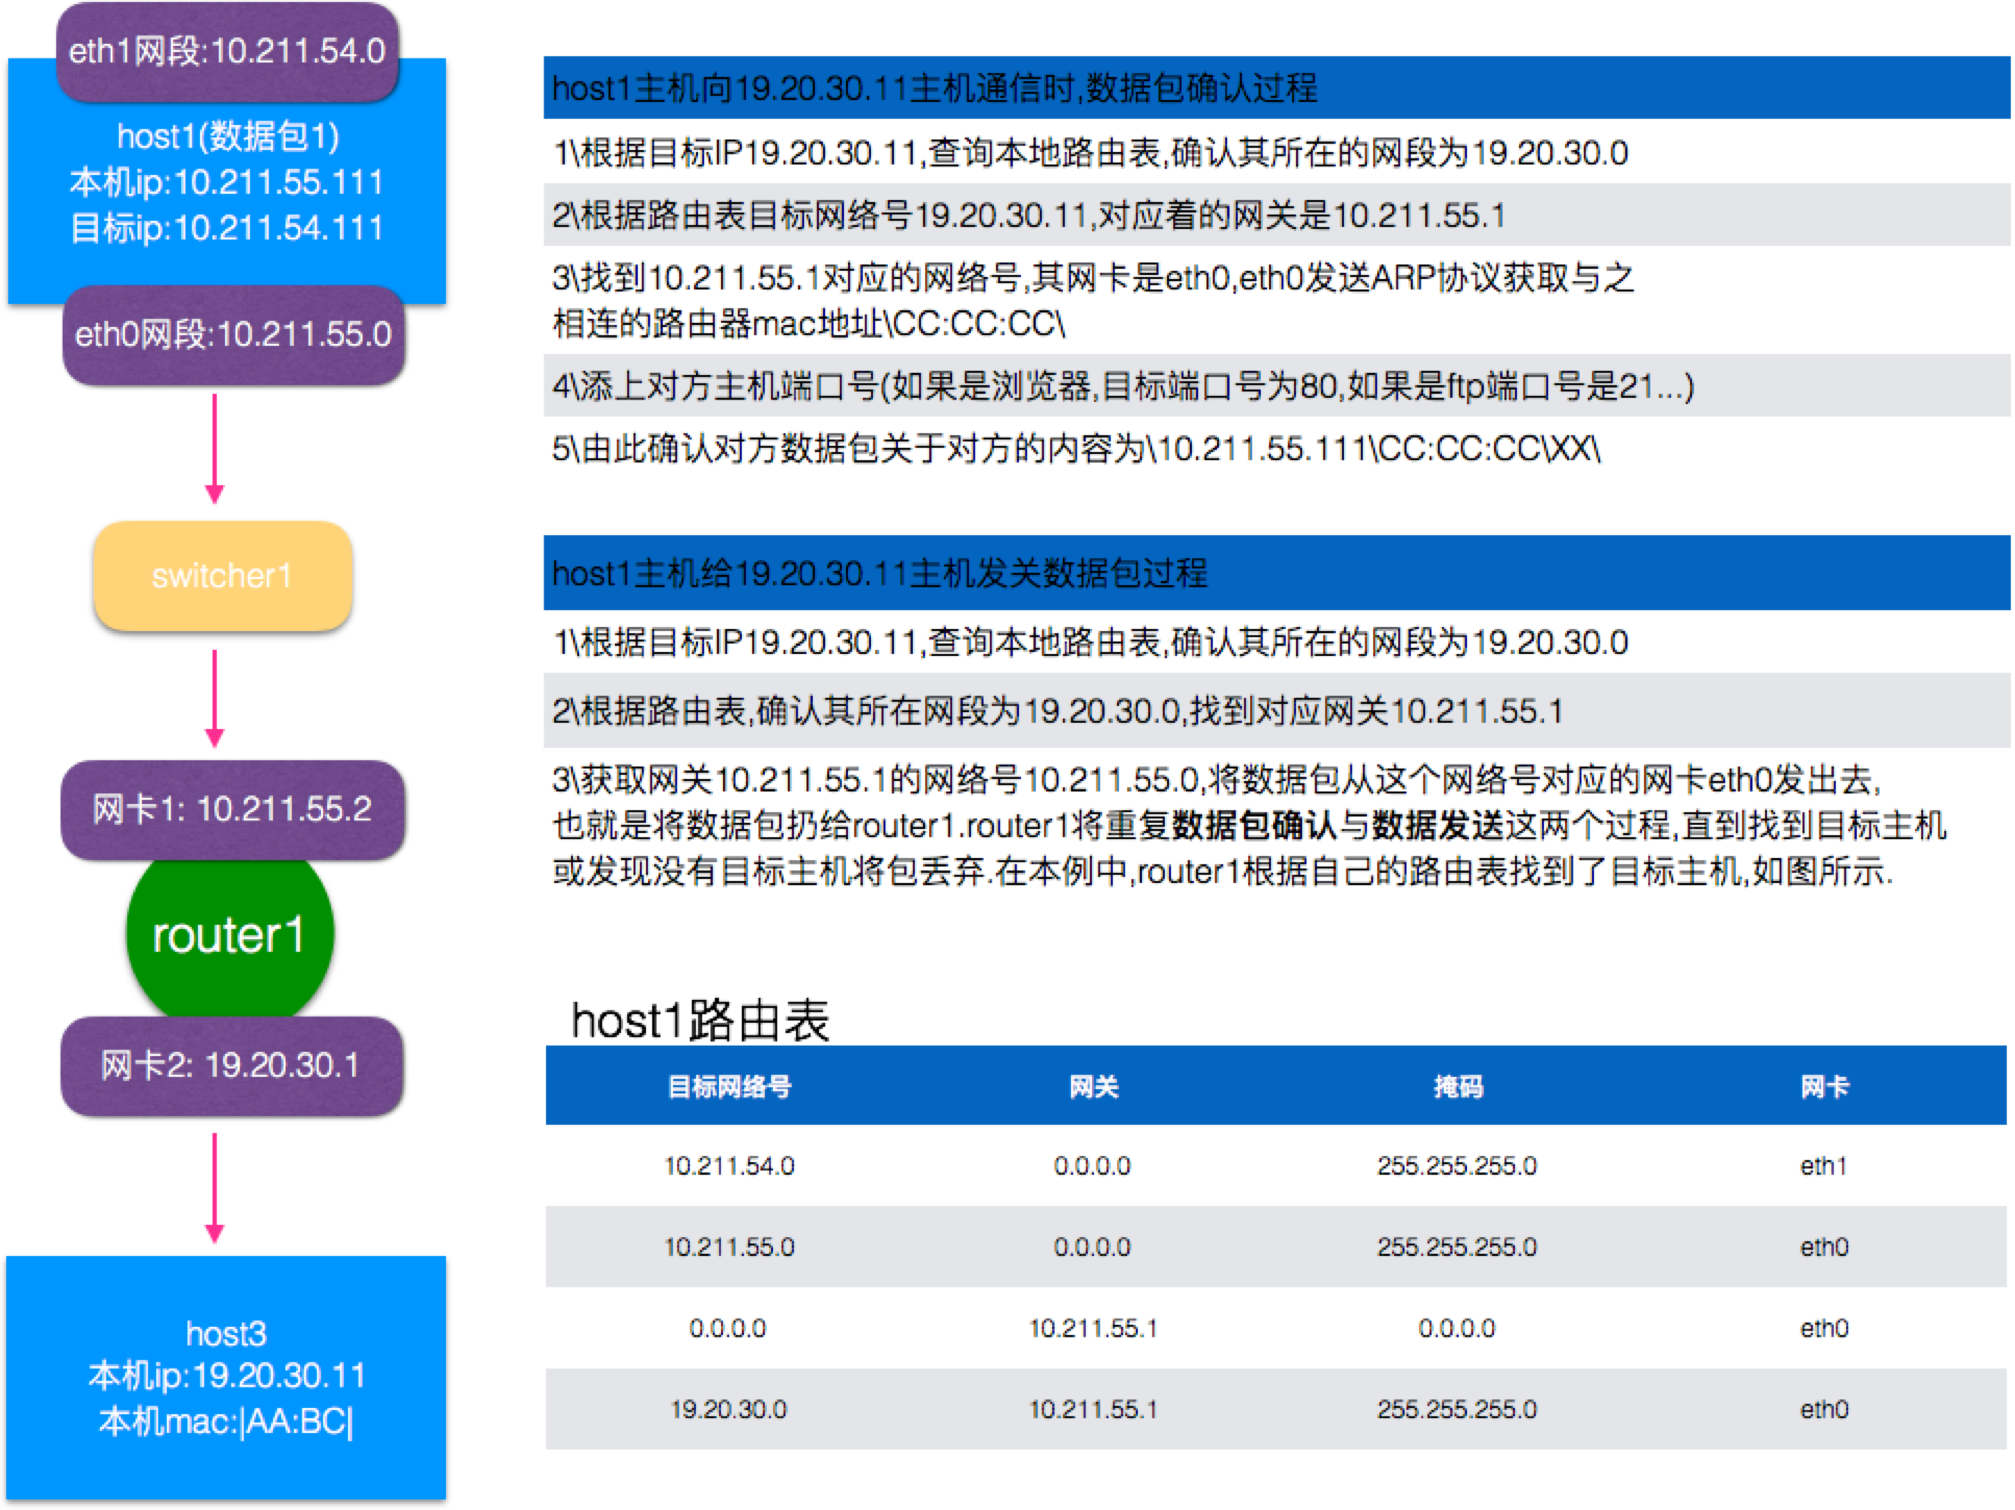 eth1网段:10.211.54.0
host1(数据包1)
本机ip:10.211.55.111
目标ip:10.211.54.111
eth0网段:10.211.55.0
switcher1
网卡1: 10.211.55.2
router1
网卡2: 19.20.30.1
host3
本机ip:19.20.30.11
本机mac:|AA:BC|
host1主机向19.20.30.11主机通信时,数据包确认过程
1\根据目标IP19.20.30.11,查询本地路由表,确认其所在的网段为19.20.30.0
2\根据路由表目标网络号19.20.30.11,对应着的网关是10.211.55.1
3\找到10.211.55.1对应的网络号,其网卡是eth0,eth0发送ARP协议获取与之
相连的路由器mac地址\CC:CC:CC\
4\添上对方主机端口号(如果是浏览器,目标端口号为80,如果是ftp端口号是21...)
5\由此确认对方数据包关于对方的内容为\10.211.55.111\CC:CC:CC\XX\
host1主机给19.20.30.11主机发关数据包过程
1\根据目标IP19.20.30.11,查询本地路由表,确认其所在的网段为19.20.30.0
2\根据路由表,确认其所在网段为19.20.30.0,找到对应网关10.211.55.1
3\获取网关10.211.55.1的网络号10.211.55.0,将数据包从这个网络号对应的网卡eth0发出去,
也就是将数据包扔给router1.router1将重复数据包确认与数据发送这两个过程,直到找到目标主机
或发现没有目标主机将包丢弃.在本例中,router1根据自己的路由表找到了目标主机,如图所示.
host1路由表
目标网络号 网关 掩码 网卡
10.211.54.0 0.0.0.0 255.255.255.0 eth1
10.211.55.0 0.0.0.0 255.255.255.0 eth0
0.0.0.0 10.211.55.1 0.0.0.0 eth0
19.20.30.0 10.211.55.1 255.255.255.0 eth0